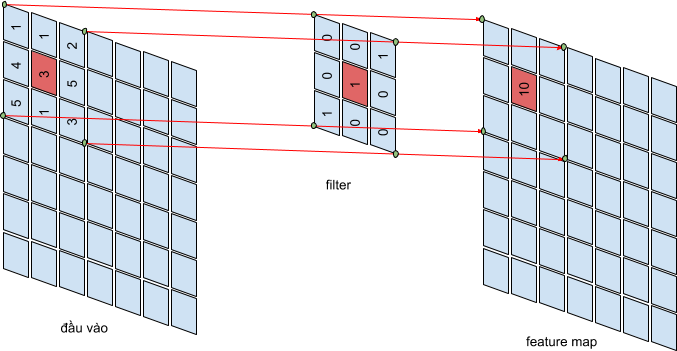 1 1 2
4 3 5
5 1 3
0 0 1
0 1 0
1 0 0
10
filter
đầu vào
feature map